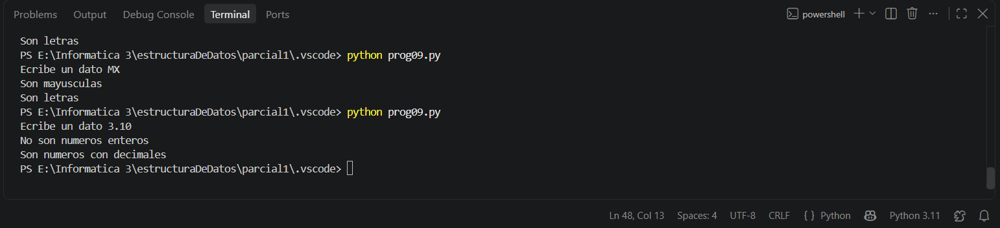 Problems Output Debug Console Terminal Ports powershell
Son letras
PS E:\Informatica 3\estructuraDeDatos\parcial1\.vscode> python prog09.py
Ecribe un dato MX
Son mayusculas
Son letras
PS E:\Informatica 3\estructuraDeDatos\parcial1\.vscode> python prog09.py
Ecribe un dato 3.10
No son numeros enteros
Son numeros con decimales
PS E:\Informatica 3\estructuraDeDatos\parcial1\.vscode>
Ln 48, Col 13 Spaces: 4 UTF-8 CRLF { } Python Python 3.11